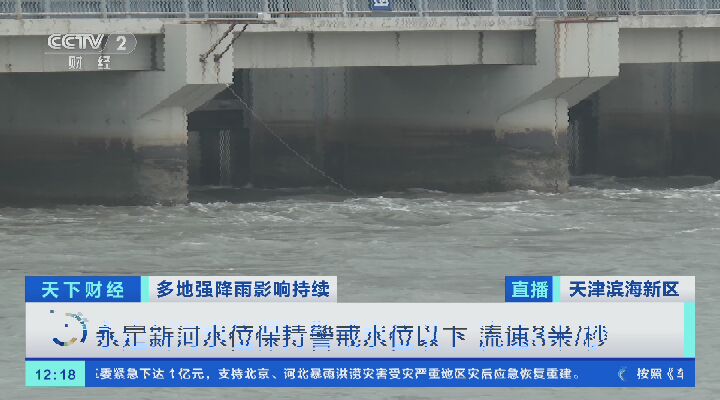 CCTV 2
财经
天下财经 多地强降雨影响持续 直播 天津滨海新区
永定新河水位保持警戒水位以下 流速3米/秒
12:18 委紧急下达1亿元，支持北京、河北暴雨洪涝灾害受灾严重地区灾后应急恢复重建。 按照《车